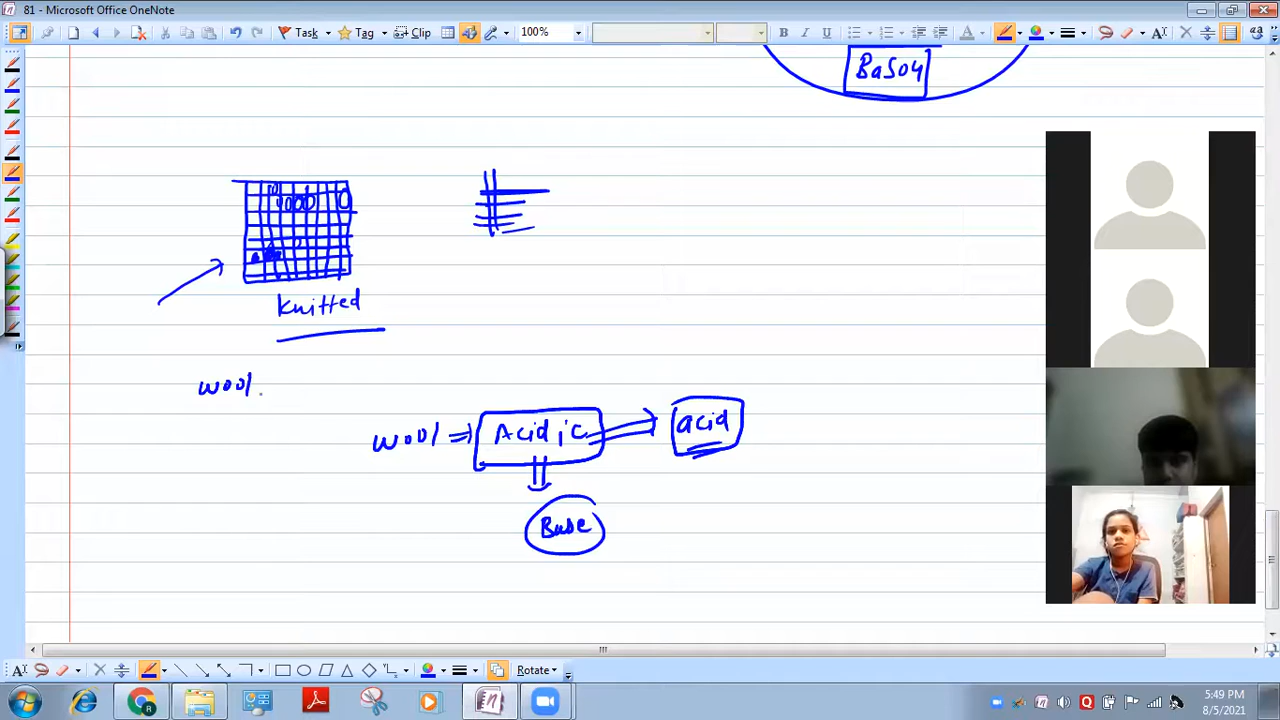 81 - Microsoft Office OneNote
Task Tag Clip 100% B I U A
BaSO4
Knitted
wool
wool ⇒ Acidic ⇒ acid
Base
Rotate
5:49 PM
8/5/2021